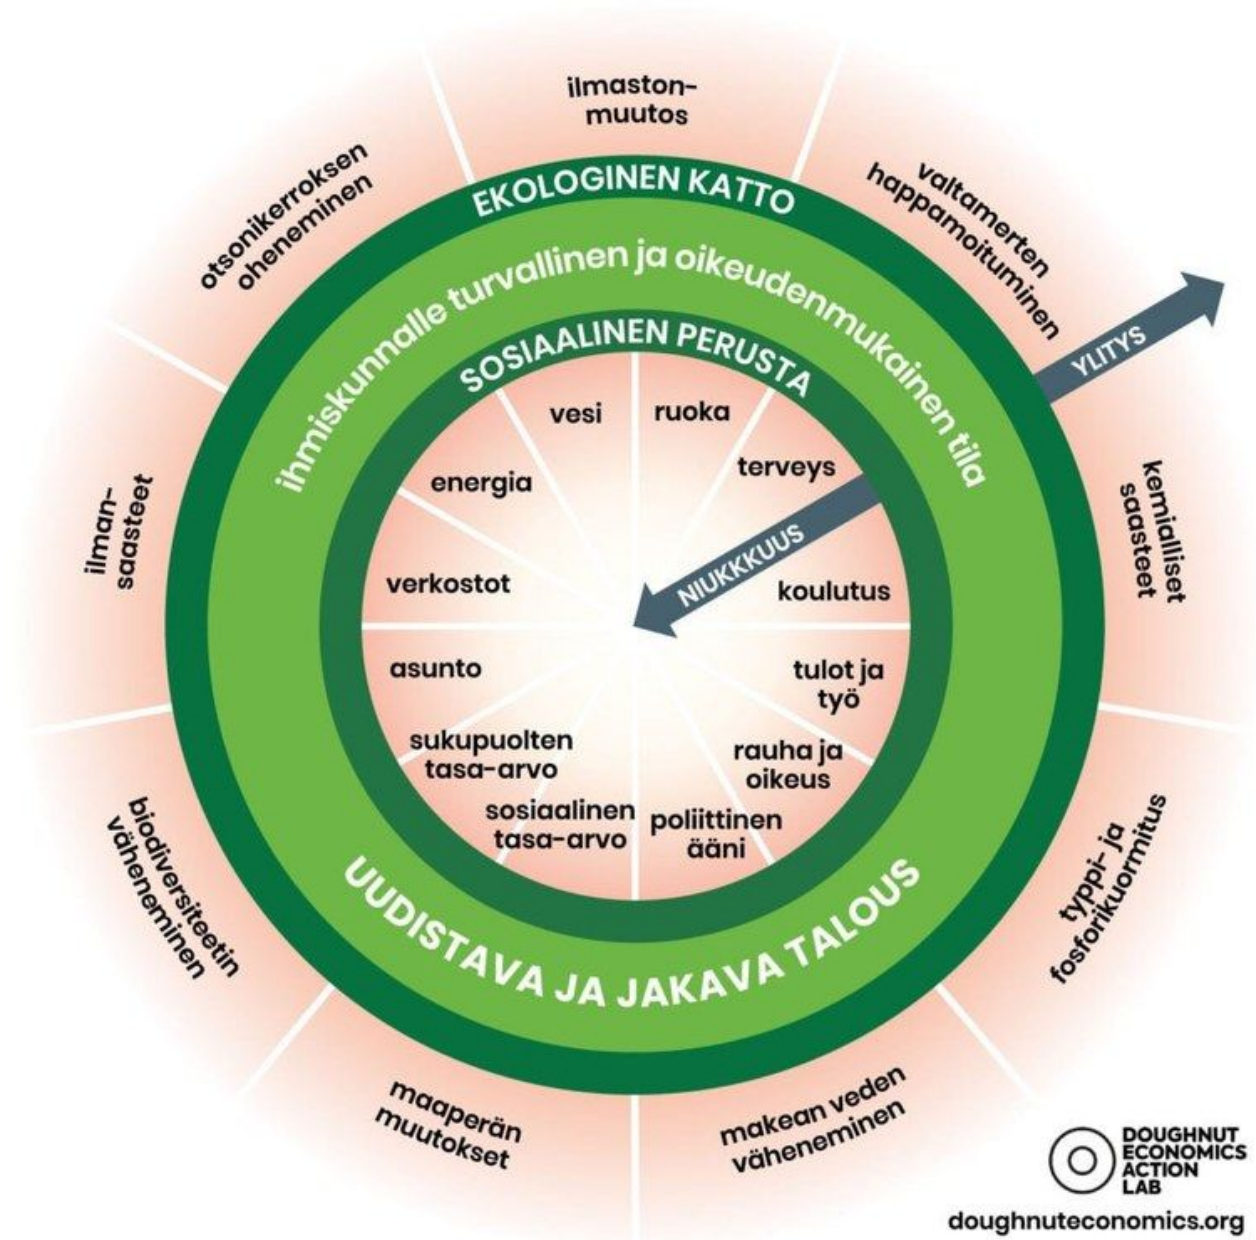 ilmaston-
muutos
valtamerten
happamoituminen
otsonikerroksen
oheneminen
EKOLOGINEN KATTO
ihmiskunnalle turvallinen ja oikeudenmukainen tila
YLITYS
SOSIAALINEN PERUSTA
vesi
ruoka
energia
terveys
NIUKKKUUS
verkostot
koulutus
ilman-
saasteet
kemialliset
saasteet
asunto
tulot ja
työ
sukupuolten
tasa-arvo
rauha ja
oikeus
sosiaalinen
tasa-arvo
poliittinen
ääni
UUDISTAVA JA JAKAVA TALOUS
biodiversiteetin
väheneminen
typpi- ja
fosforikuormitus
maaperän
muutokset
makean veden
väheneminen
DOUGHNUT
ECONOMICS
ACTION
LAB
doughnuteconomics.org